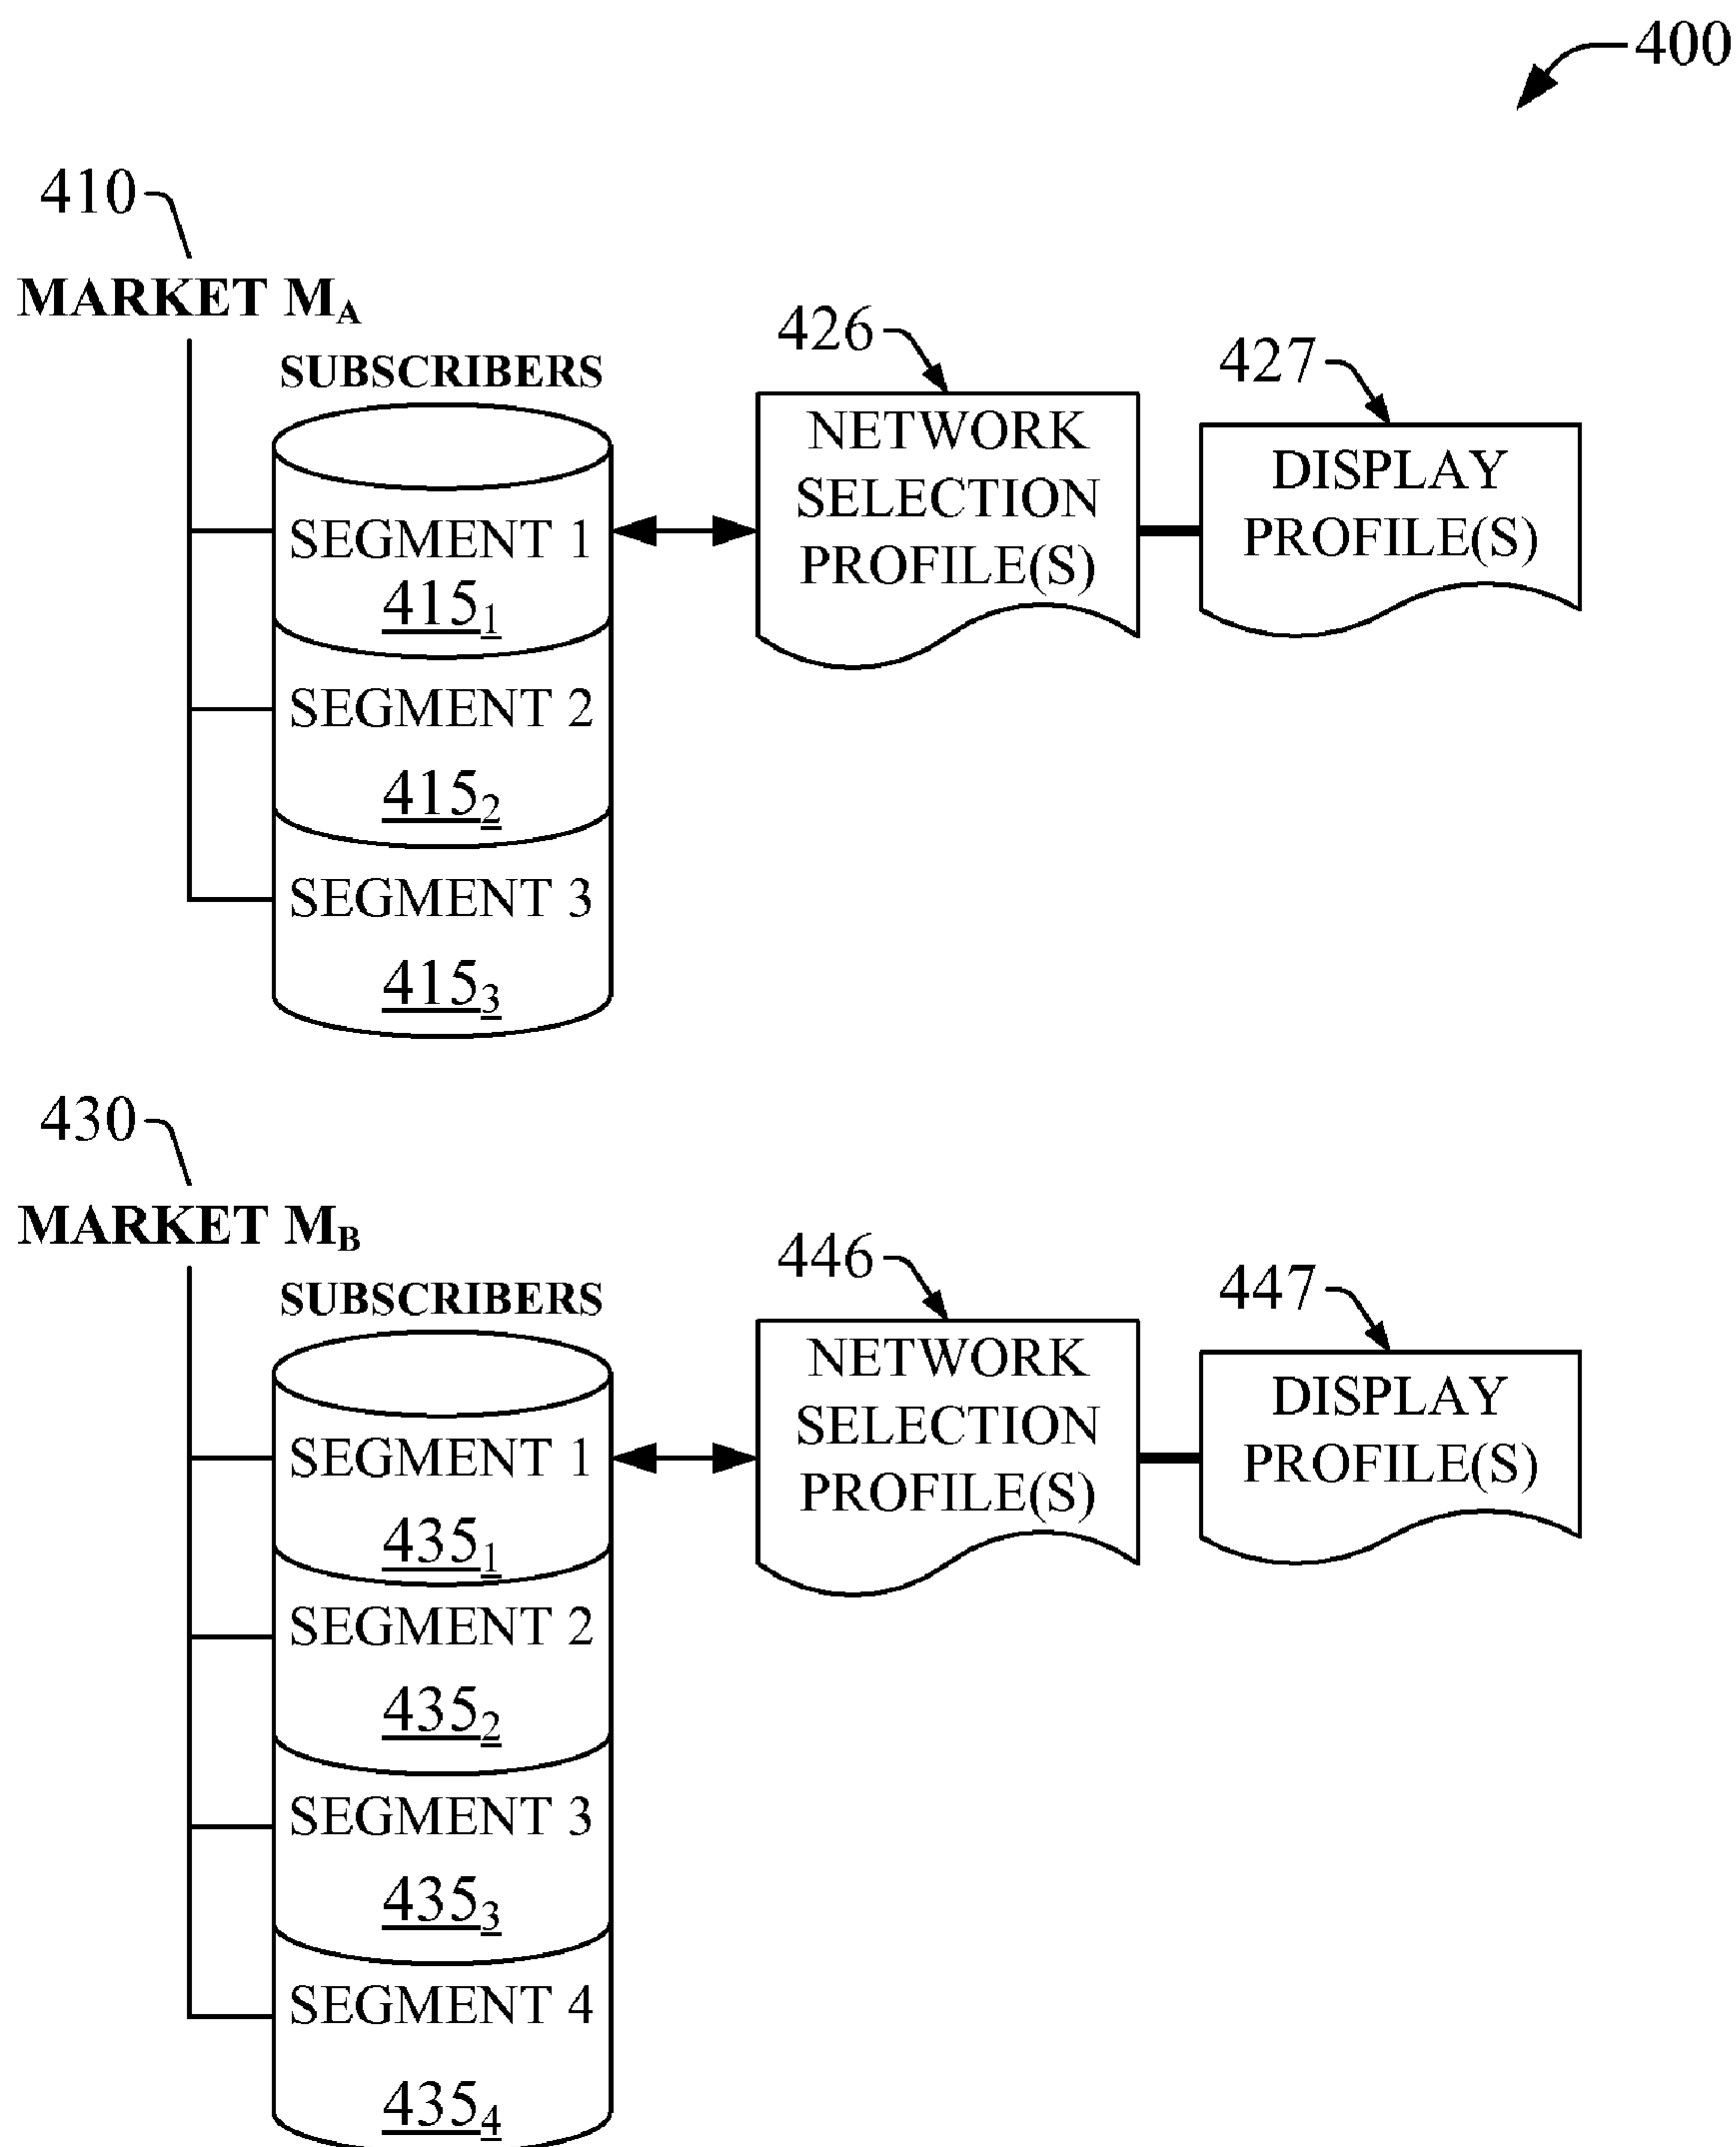 400
410
MARKET MA
SUBSCRIBERS
426
NETWORK
SELECTION
PROFILE(S)
427
DISPLAY
PROFILE(S)
SEGMENT 1
4151
SEGMENT 2
4152
SEGMENT 3
4153
430
MARKET MB
SUBSCRIBERS
446
NETWORK
SELECTION
PROFILE(S)
447
DISPLAY
PROFILE(S)
SEGMENT 1
4351
SEGMENT 2
4352
SEGMENT 3
4353
SEGMENT 4
4354